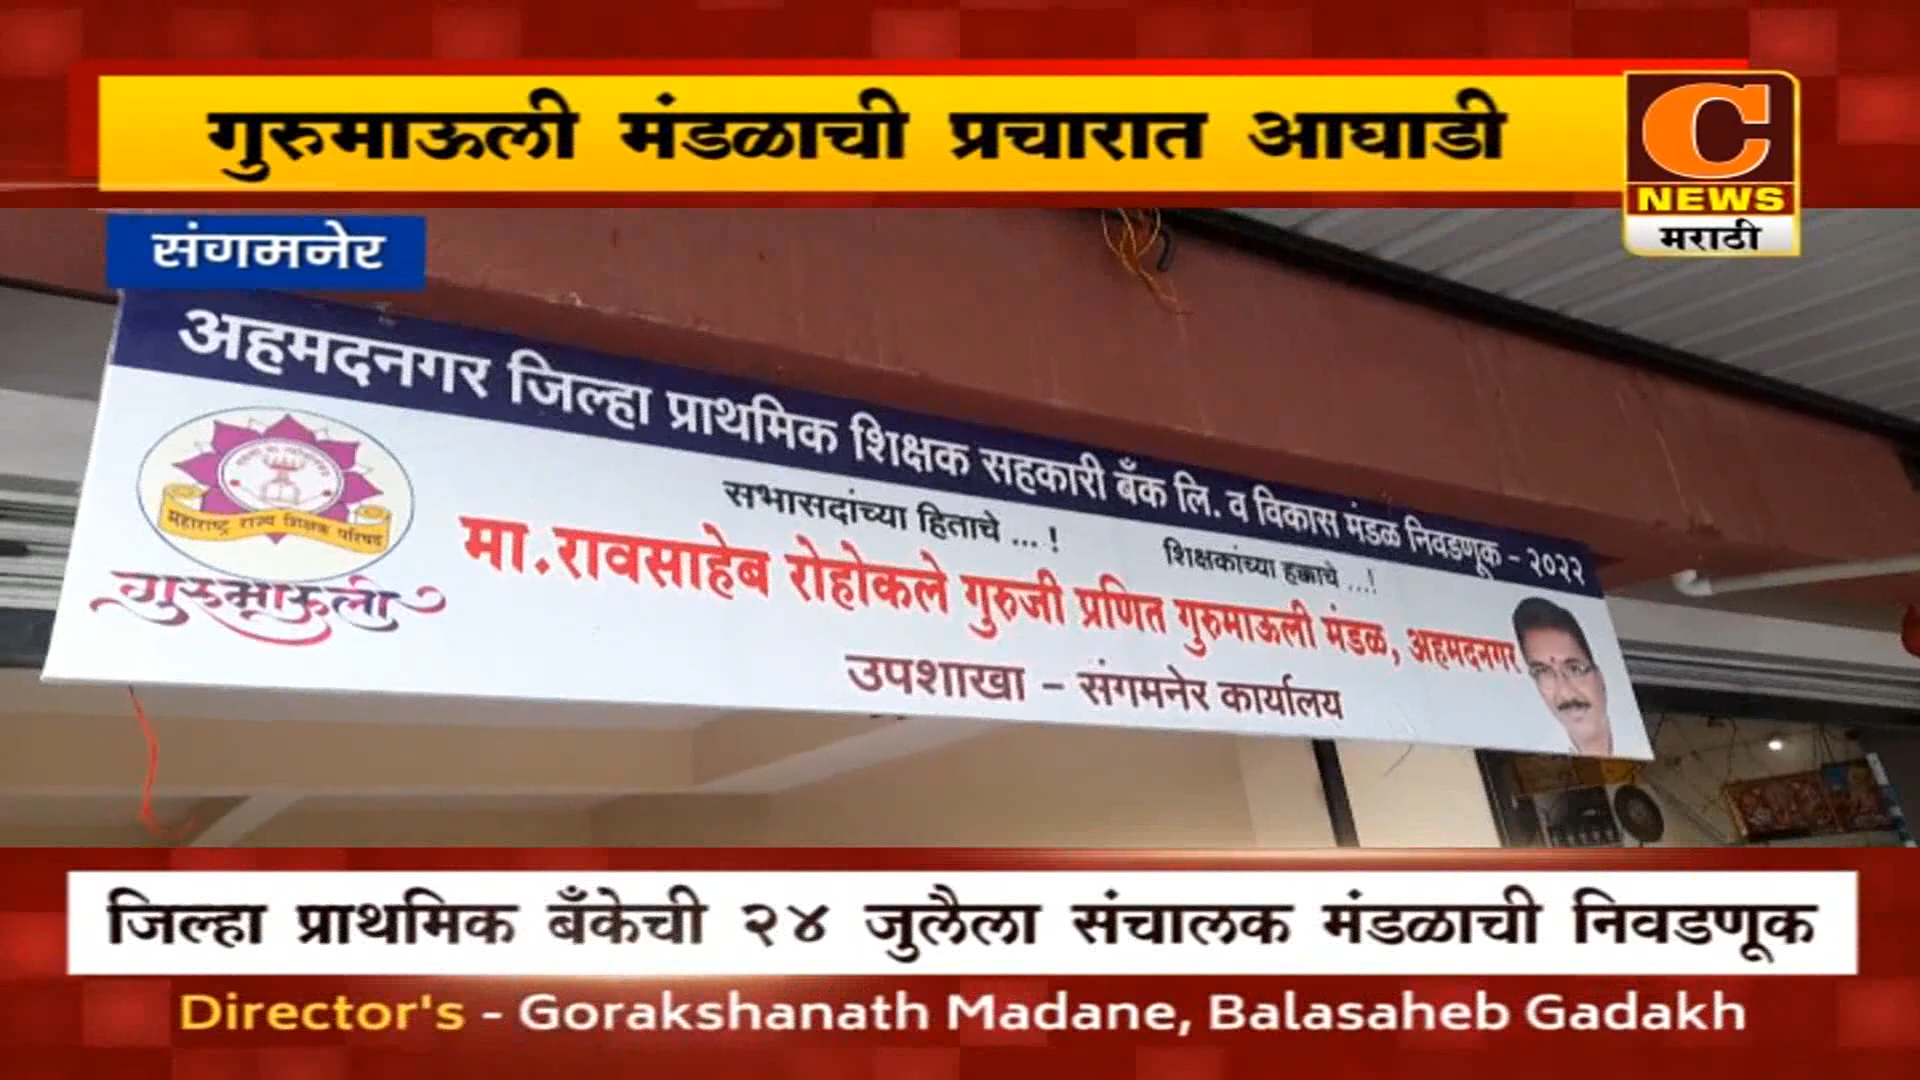 गुरुमाऊली मंडळाची प्रचारात आघाडी
C
NEWS
मराठी
संगमनेर
अहमदनगर जिल्हा प्राथमिक शिक्षक सहकारी बँक लि. व विकास मंडळ निवडणूक - २०२२
सभासदांच्या हिताचे ... !
शिक्षकांच्या हक्काचे ...!
महाराष्ट्र राज्य शिक्षक परिषद
गुरुमाऊली
मा.रावसाहेब रोहोकले गुरुजी प्रणित गुरुमाऊली मंडळ, अहमदनगर
उपशाखा - संगमनेर कार्यालय
जिल्हा प्राथमिक बँकेची २४ जुलैला संचालक मंडळाची निवडणूक
Director's - Gorakshanath Madane, Balasaheb Gadakh